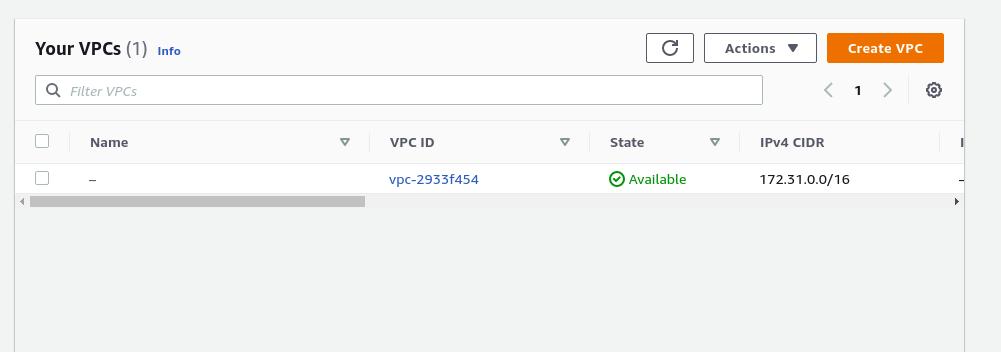 Your VPCs (1) Info
Actions
Create VPC
Filter VPCs
1
Name VPC ID State IPv4 CIDR
– vpc-2933f454 Available 172.31.0.0/16 –